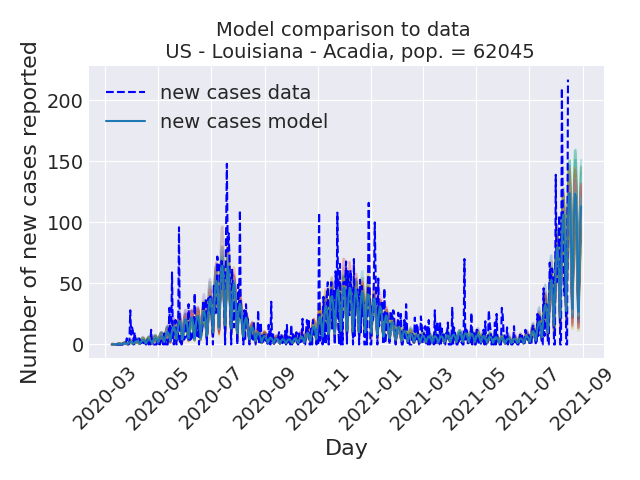 Model comparison to data
US - Louisiana - Acadia, pop. = 62045
Number of new cases reported
200
150
100
50
0
new cases data
new cases model
2020-03
2020-05
2020-07
2020-09
2020-11
2021-01
2021-03
2021-05
2021-07
2021-09
Day